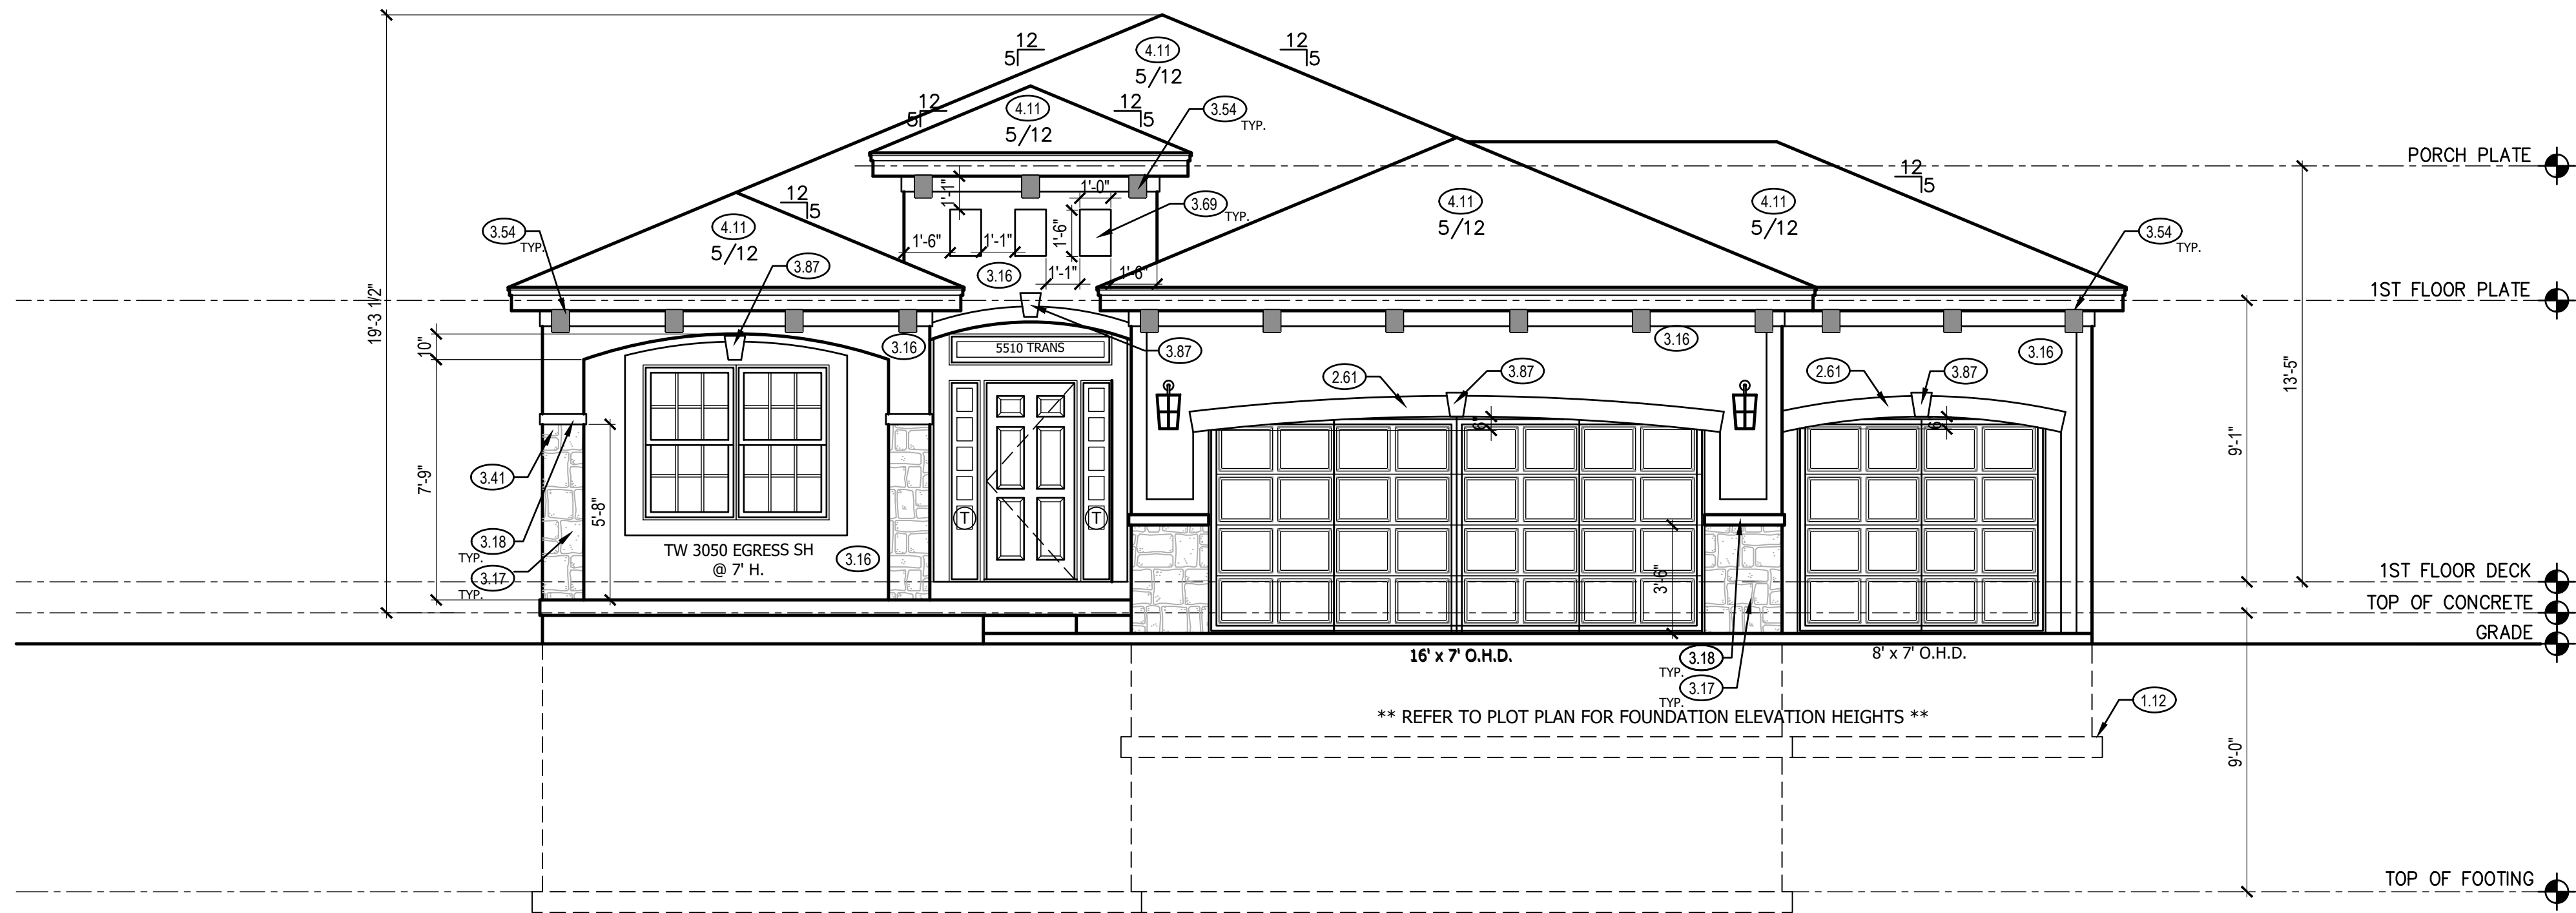 12
5
12
5
4.11
5/12
12
5
4.11
5/12
12
5
3.54
TYP.
PORCH PLATE
12
5
12
5
1'-1"
1'-0"
3.69
TYP.
4.11
5/12
4.11
5/12
4.11
5/12
3.54
TYP.
3.54
TYP.
1'-6"
1'-1"
1'-6"
3.87
3.16
1'-1"
1'-6"
1ST FLOOR PLATE
19'-3 1/2"
10"
3.16
5510 TRANS
3.87
3.16
3.16
13'-5"
2.61
3.87
2.61
3.87
6"
6"
9'-1"
3.41
7'-9"
5'-8"
T
T
3.18
TYP.
3.17
TYP.
TW 3050 EGRESS SH
@ 7' H.
3.16
3'-6"
1ST FLOOR DECK
TOP OF CONCRETE
GRADE
16' x 7' O.H.D.
8' x 7' O.H.D.
3.18
TYP.
3.17
TYP.
1.12
** REFER TO PLOT PLAN FOR FOUNDATION ELEVATION HEIGHTS **
9'-0"
TOP OF FOOTING